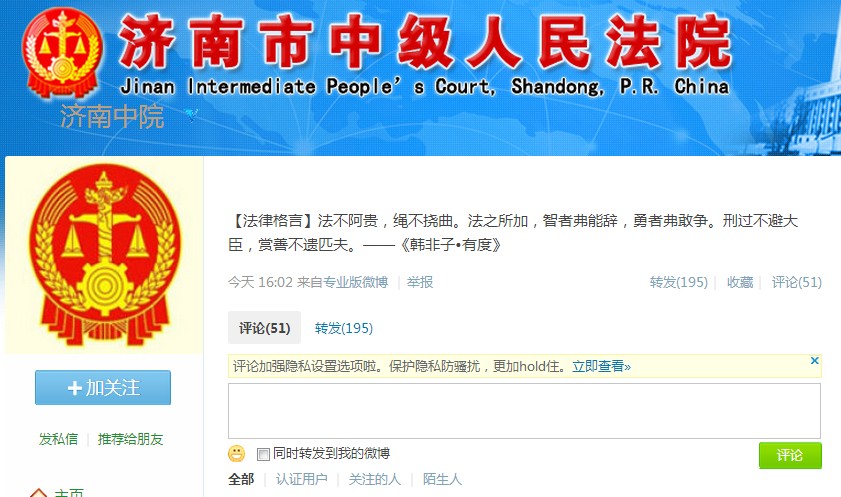 济南市中级人民法院
Jinan Intermediate People's Court, Shandong, P.R. China
济南中院
【法律格言】法不阿贵，绳不挠曲。法之所加，智者弗能辞，勇者弗敢争。刑过不避大
臣，赏善不遗匹夫。——《韩非子•有度》
今天 16:02 来自专业版微博 | 举报 转发(195) | 收藏 | 评论(51)
评论(51) 转发(195)
评论加强隐私设置选项啦。保护隐私防骚扰，更加hold住。立即查看»
+加关注
发私信 | 推荐给朋友
同时转发到我的微博 评论
全部 | 认证用户 | 关注的人 | 陌生人
主页